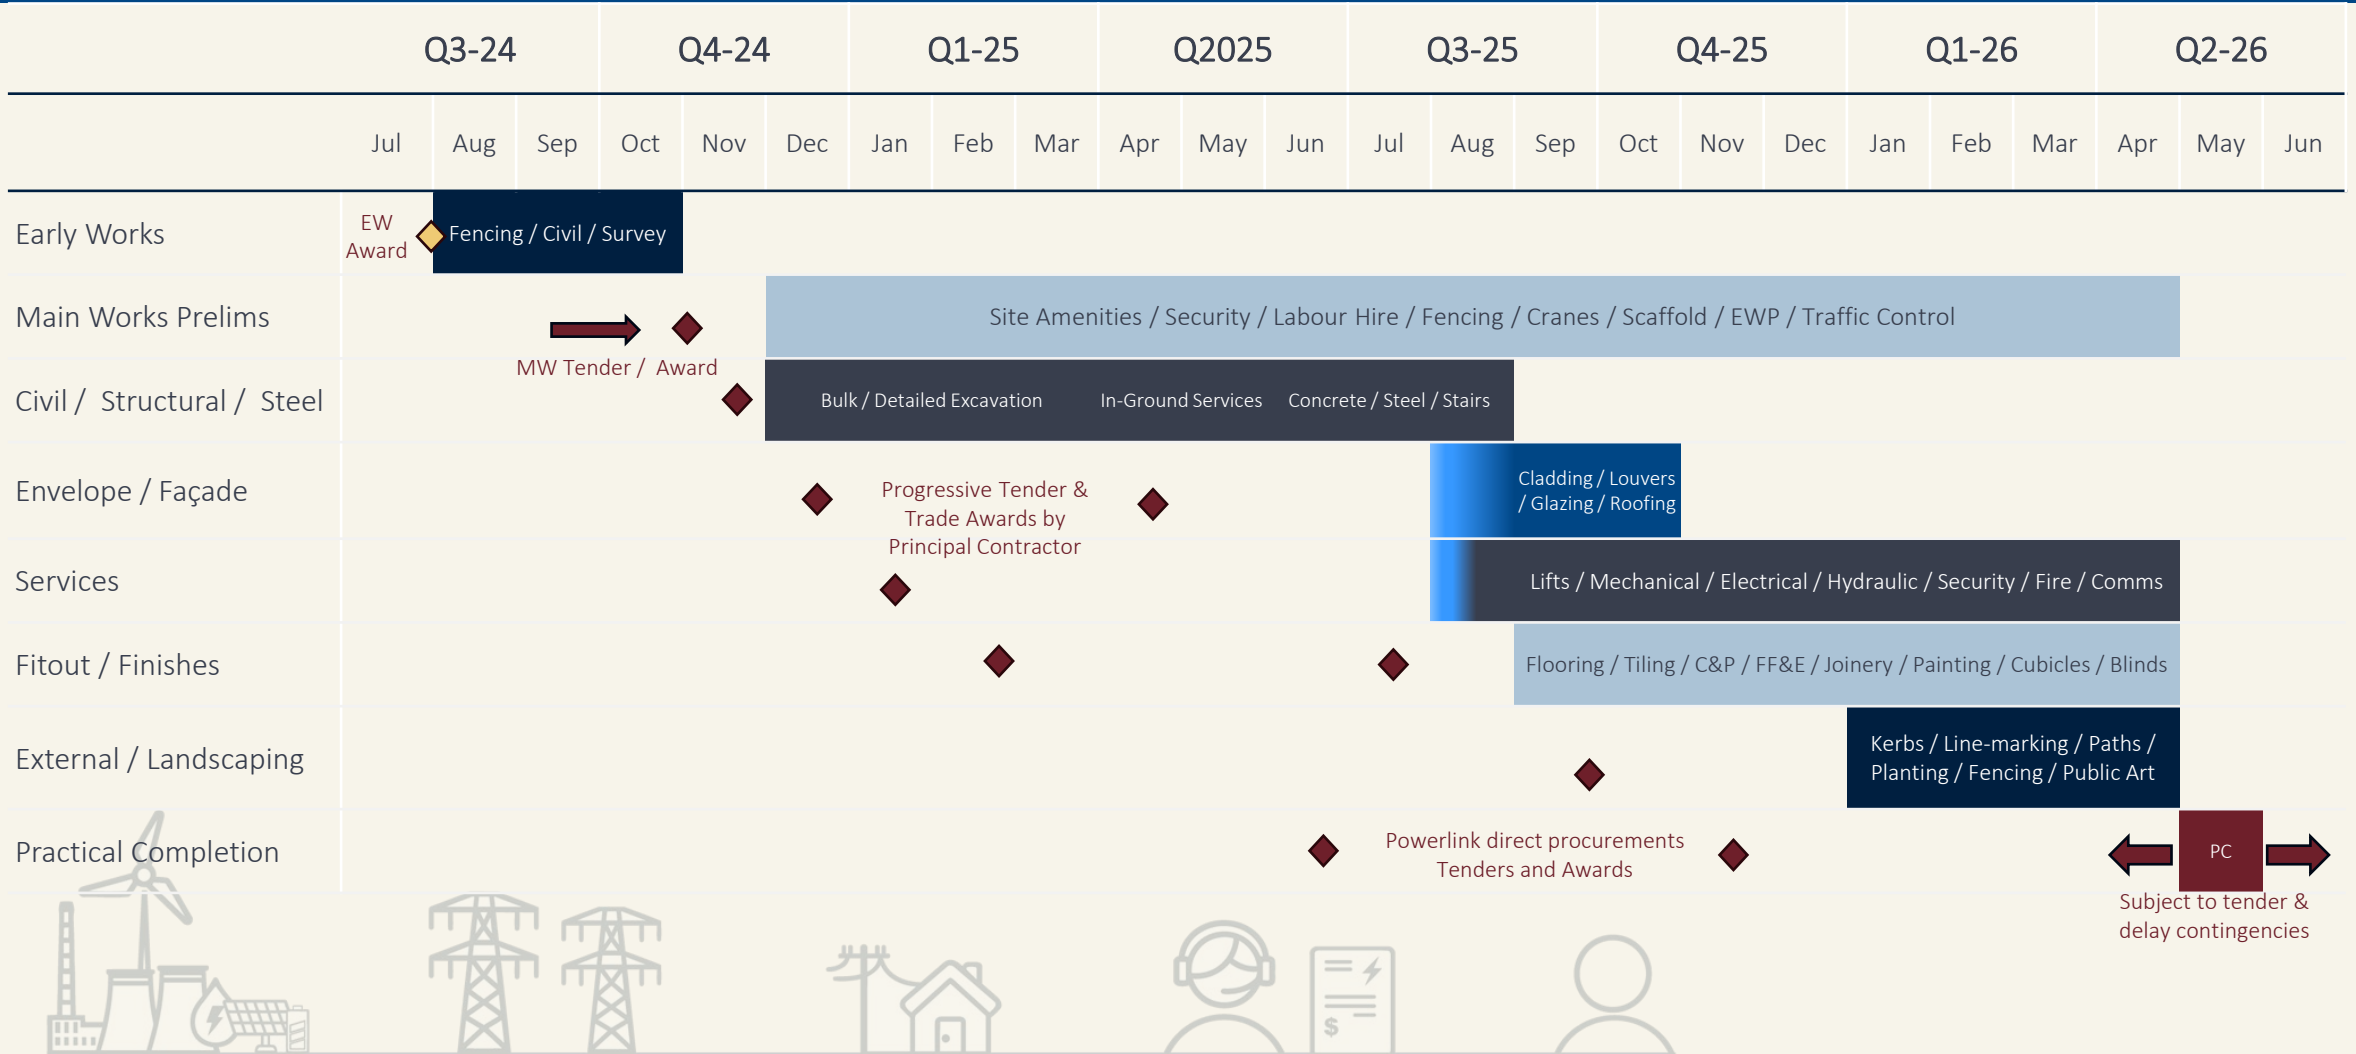 Q3-24 Q4-24 Q1-25 Q2025 Q3-25 Q4-25 Q1-26 Q2-26
Jul Aug Sep Oct Nov Dec Jan Feb Mar Apr May Jun Jul Aug Sep Oct Nov Dec Jan Feb Mar Apr May Jun
Early Works
EW
Award
Fencing / Civil / Survey
Main Works Prelims
MW Tender / Award
Site Amenities / Security / Labour Hire / Fencing / Cranes / Scaffold / EWP / Traffic Control
Civil / Structural / Steel
Bulk / Detailed Excavation In-Ground Services Concrete / Steel / Stairs
Envelope / Façade
Progressive Tender &
Trade Awards by
Principal Contractor
Cladding / Louvers
/ Glazing / Roofing
Services
Lifts / Mechanical / Electrical / Hydraulic / Security / Fire / Comms
Fitout / Finishes
Flooring / Tiling / C&P / FF&E / Joinery / Painting / Cubicles / Blinds
External / Landscaping
Kerbs / Line-marking / Paths /
Planting / Fencing / Public Art
Practical Completion
Powerlink direct procurements
Tenders and Awards
PC
Subject to tender &
delay contingencies
$